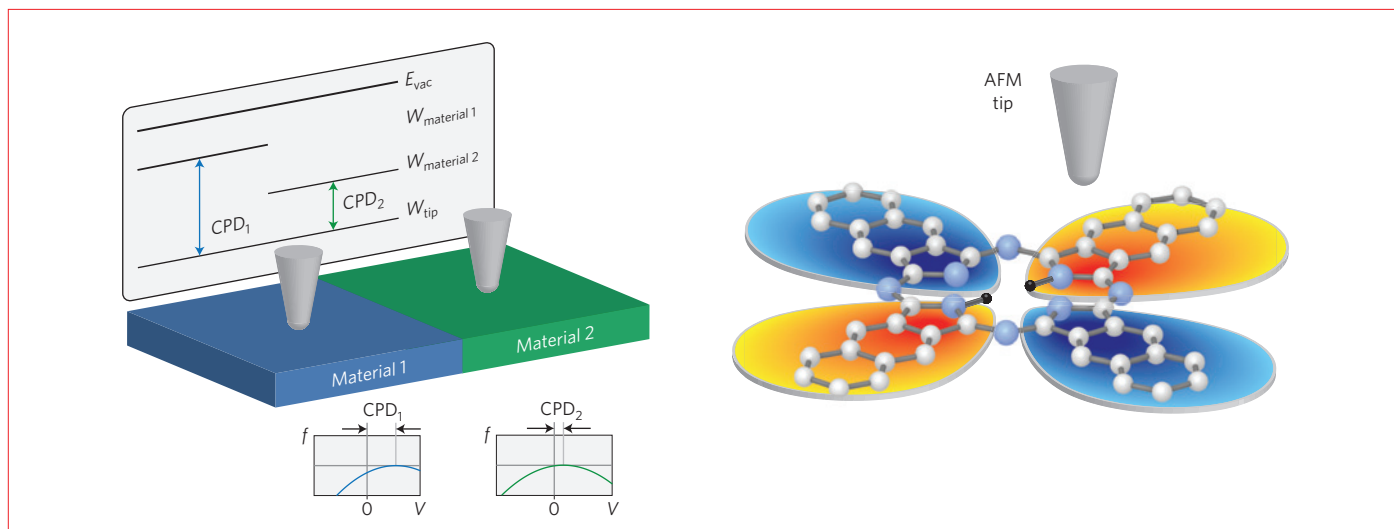 E_vac
W_material 1
W_material 2
CPD_1
CPD_2
W_tip
Material 1
Material 2
CPD_1
f
0
V
CPD_2
f
0
V
AFM
tip